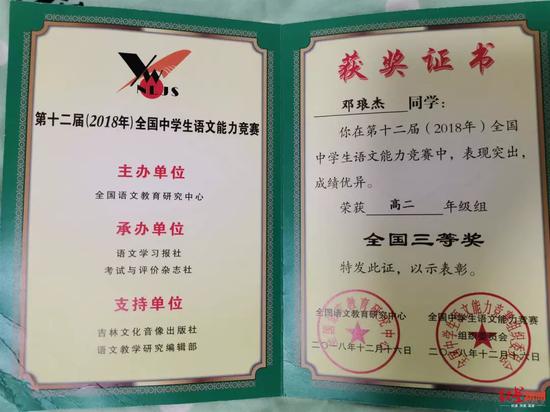 YW
NLJS
第十二届(2018年)全国中学生语文能力竞赛
主办单位
全国语文教育研究中心
承办单位
语文学习报社
考试与评价杂志社
支持单位
吉林文化音像出版社
语文教学研究编辑部
获奖证书
邓琅杰 同学:
你在第十二届(2018年)全国
中学生语文能力竞赛中,表现突出,
成绩优异。
荣获 高二 年级组
全国三等奖
特发此证,以示表彰。
全国语文教育研究中心
二〇一八年十二月十六日
全国中学生语文能力竞赛
组织委员会
二〇一八年十二月十六日
红星新闻